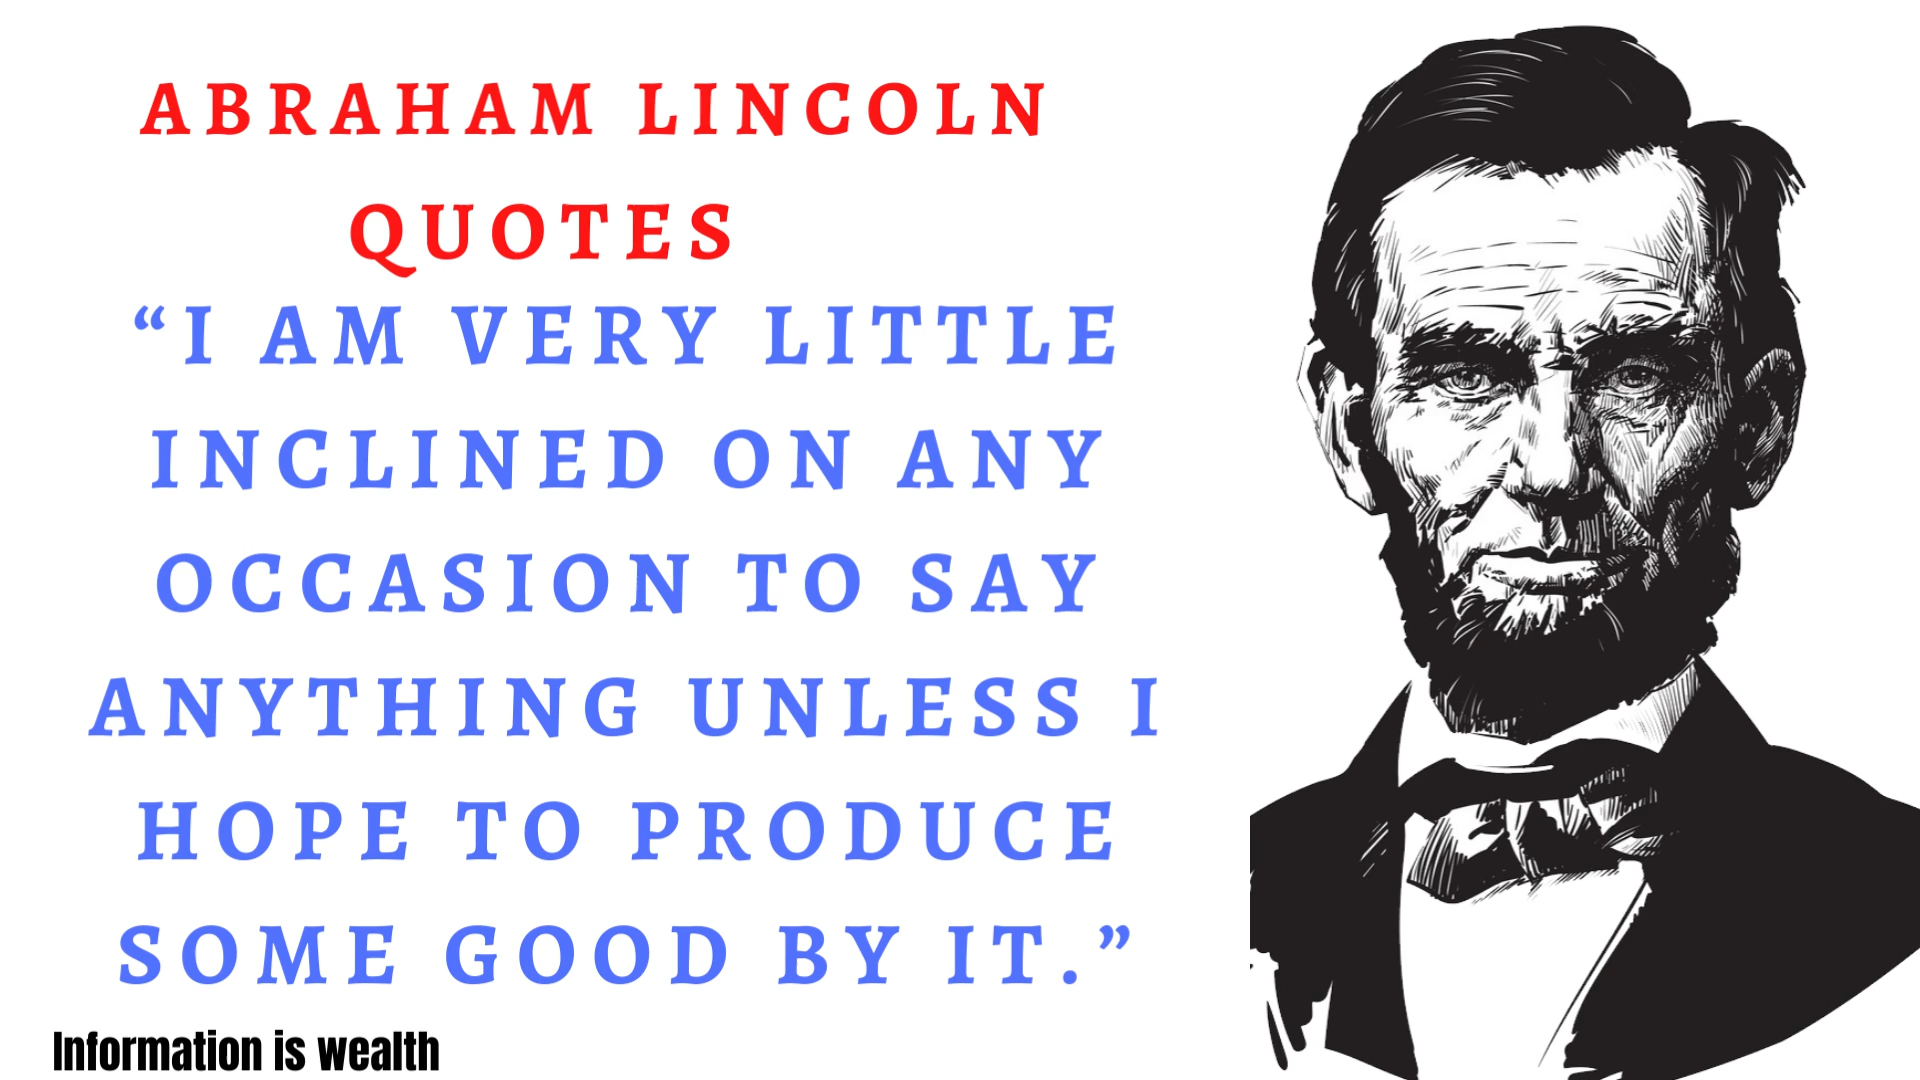 ABRAHAM LINCOLN
QUOTES
“I AM VERY LITTLE
INCLINED ON ANY
OCCASION TO SAY
ANYTHING UNLESS I
HOPE TO PRODUCE
SOME GOOD BY IT.”
Information is wealth